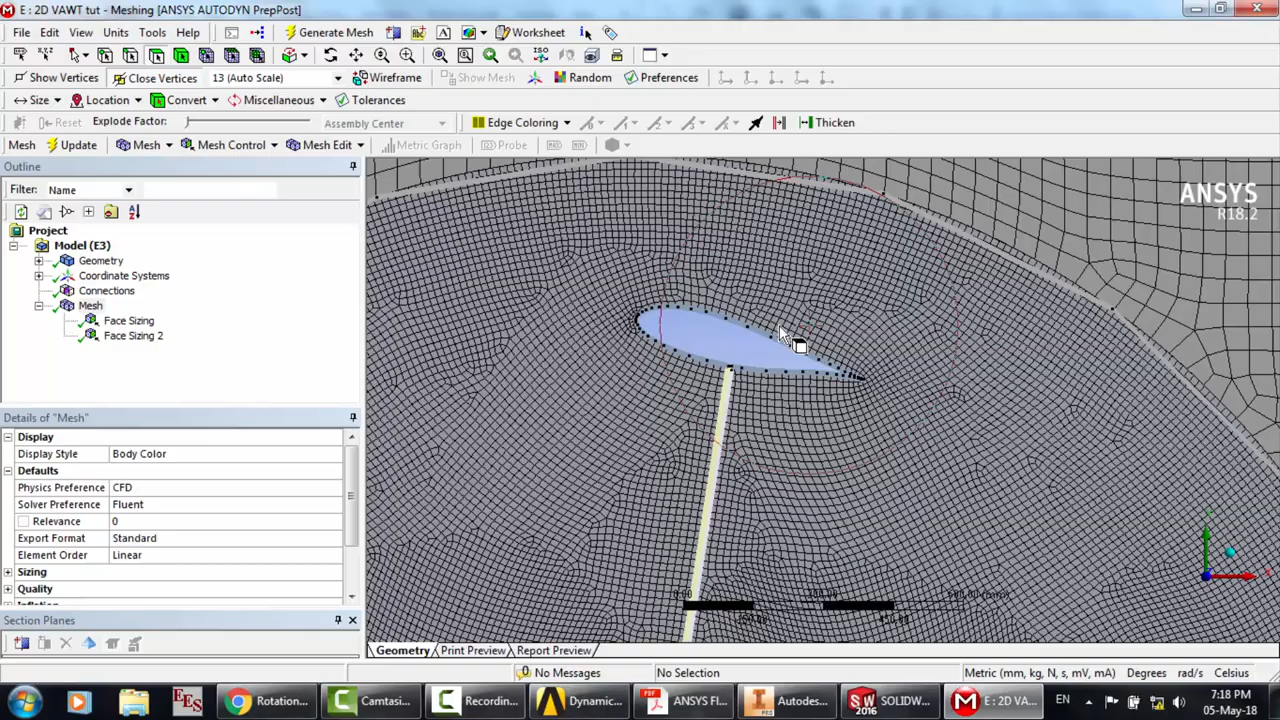 E : 2D VAWT tut - Meshing [ANSYS AUTODYN PrepPost]
File Edit View Units Tools Help Generate Mesh Worksheet
Show Vertices Close Vertices 13 (Auto Scale) Wireframe Show Mesh Random Preferences
Size Location Convert Miscellaneous Tolerances
Reset Explode Factor: Assembly Center Edge Coloring Thicken
Mesh Update Mesh Mesh Control Mesh Edit Metric Graph Probe
Outline
Filter: Name
Project
Model (E3)
Geometry
Coordinate Systems
Connections
Mesh
Face Sizing
Face Sizing 2
Details of "Mesh"
Display
Display Style Body Color
Defaults
Physics Preference CFD
Solver Preference Fluent
Relevance 0
Export Format Standard
Element Order Linear
Sizing
Quality
Section Planes
ANSYS
R18.2
Geometry Print Preview Report Preview
No Messages No Selection Metric (mm, kg, N, s, mV, mA) Degrees rad/s Celsius
Rotation... Camtasi... Recordin... Dynamic... ANSYS Fl... Autodes... SOLIDW... E : 2D VA... EN
7:18 PM
05-May-18